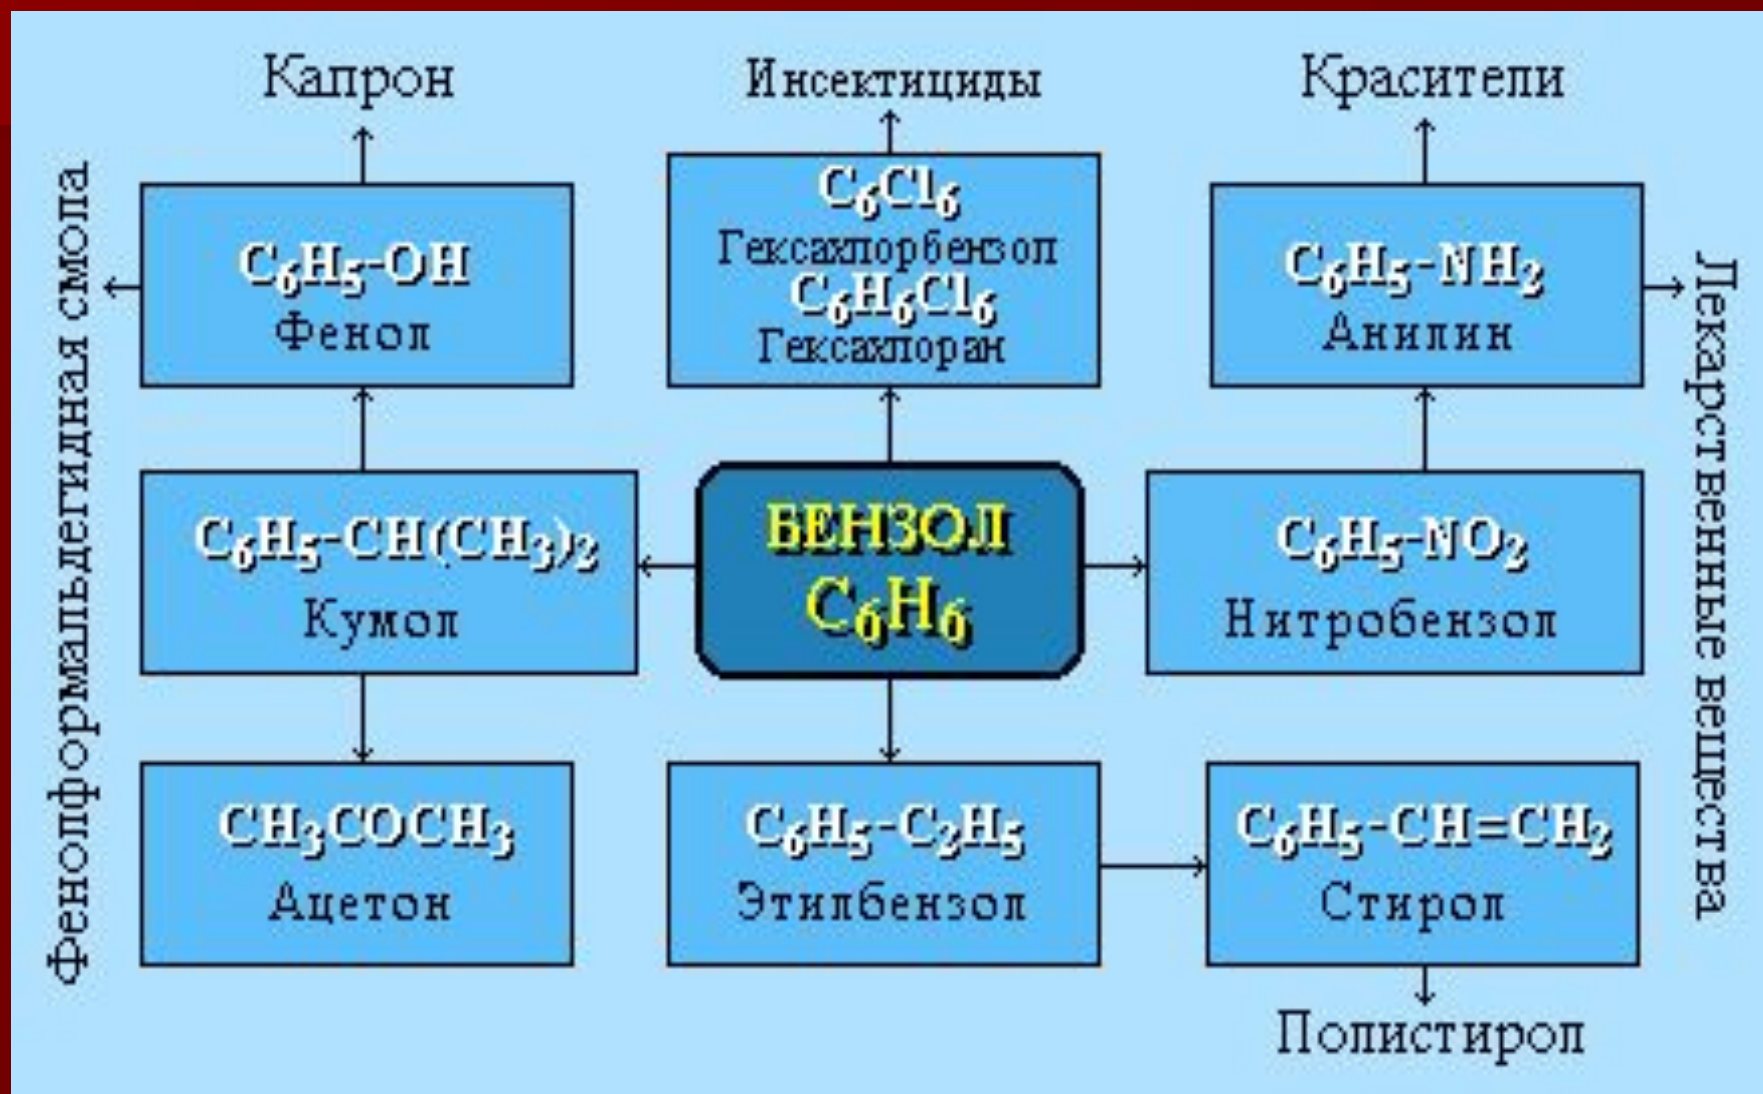 Капрон
Инсектициды
Красители
Фенолформальдегидная смола
C₆H₅-OH
Фенол
C₆Cl₆
Гексахлорбензол
C₆H₆Cl₆
Гексахлоран
C₆H₅-NH₂
Анилин
Лекарственные вещества
C₆H₅-CH(CH₃)₂
Кумол
БЕНЗОЛ
C₆H₆
C₆H₅-NO₂
Нитробензол
CH₃COCH₃
Ацетон
C₆H₅-C₂H₅
Этилбензол
C₆H₅-CH=CH₂
Стирол
Полистирол